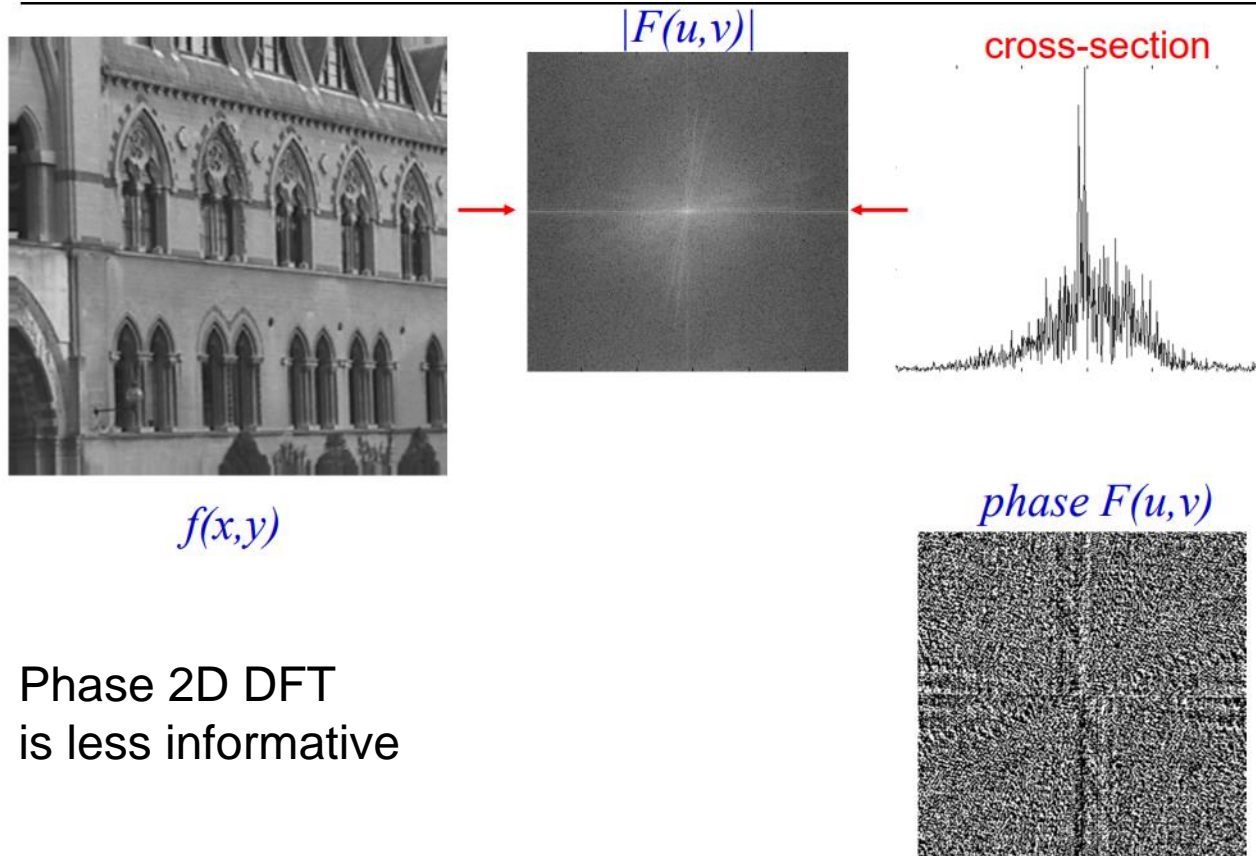 |F(u,v)|
cross-section
f(x,y)
phase F(u,v)
Phase 2D DFT
is less informative